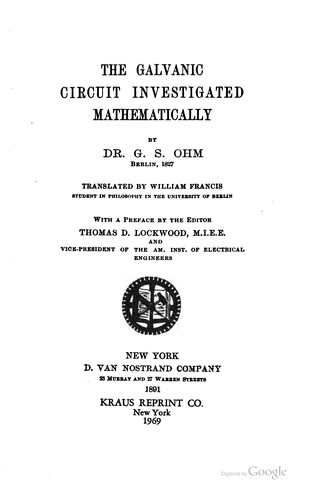 THE GALVANIC
CIRCUIT INVESTIGATED
MATHEMATICALLY
BY
DR. G. S. OHM
BERLIN, 1827
TRANSLATED BY WILLIAM FRANCIS
STUDENT IN PHILOSOPHY IN THE UNIVERSITY OF BERLIN
WITH A PREFACE BY THE EDITOR
THOMAS D. LOCKWOOD, M.I.E.E.
AND
VICE-PRESIDENT OF THE AM. INST. OF ELECTRICAL
ENGINEERS
NEW YORK
D. VAN NOSTRAND COMPANY
23 MURRAY AND 27 WARREN STREETS
1891
KRAUS REPRINT CO.
New York
1969
Digitized by Google